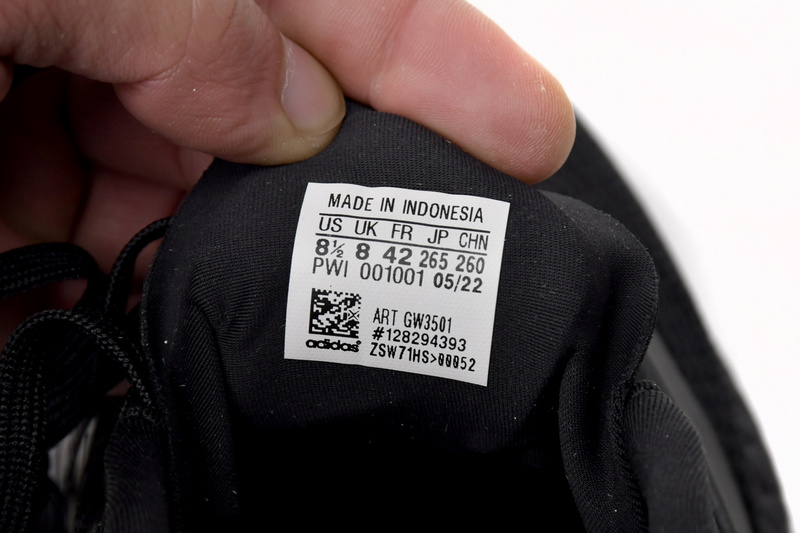 MADE IN INDONESIA
US UK FR JP CHN
8½ 8 42 265 260
PWI 001001 05/22
ART GW3501
#128294393
adidas® ZSW71HS>00052